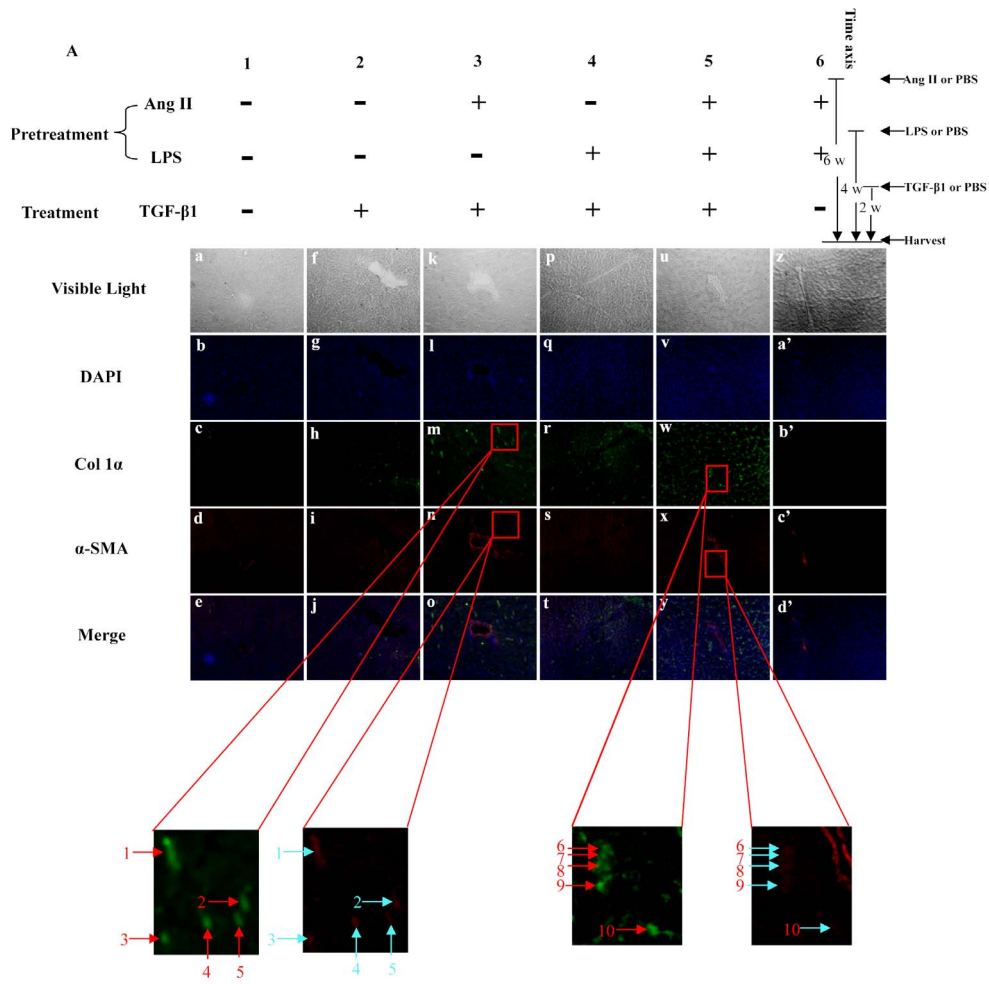 A
1 2 3 4 5 6
Time axis
Ang II or PBS
Pretreatment
Ang II - - + - + +
LPS or PBS
LPS - - - + + +
6 w
4 w
TGF-β1 or PBS
2 w
Treatment TGF-β1 - + + + + -
Harvest
Visible Light a f k p u z
DAPI b g l q v a’
Col 1α c h m r w b’
α-SMA d i n s x c’
Merge e j o t y d’
1 2 3 4 5
1 2 3 4 5
6 7 8 9 10
6 7 8 9 10